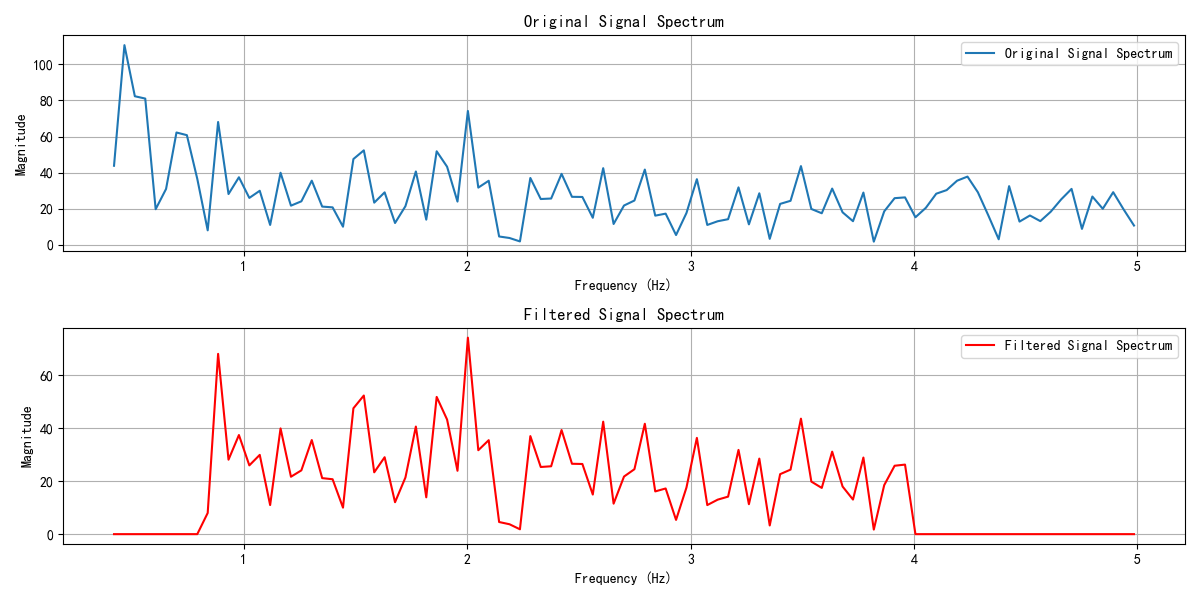 Original Signal Spectrum
Original Signal Spectrum
Magnitude
100
80
60
40
20
0
1
2
3
4
5
Frequency (Hz)
Filtered Signal Spectrum
Filtered Signal Spectrum
Magnitude
60
40
20
0
1
2
3
4
5
Frequency (Hz)